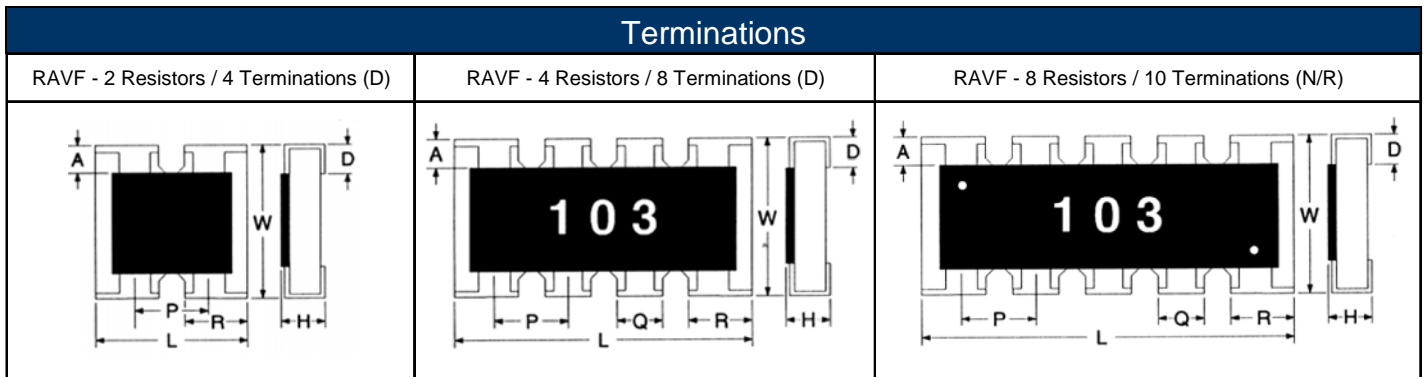 Terminations
RAVF - 2 Resistors / 4 Terminations (D)
RAVF - 4 Resistors / 8 Terminations (D)
RAVF - 8 Resistors / 10 Terminations (N/R)
A
D
W
P
R
H
L
A
D
103
W
P
Q
R
H
L
A
D
103
W
P
Q
R
H
L